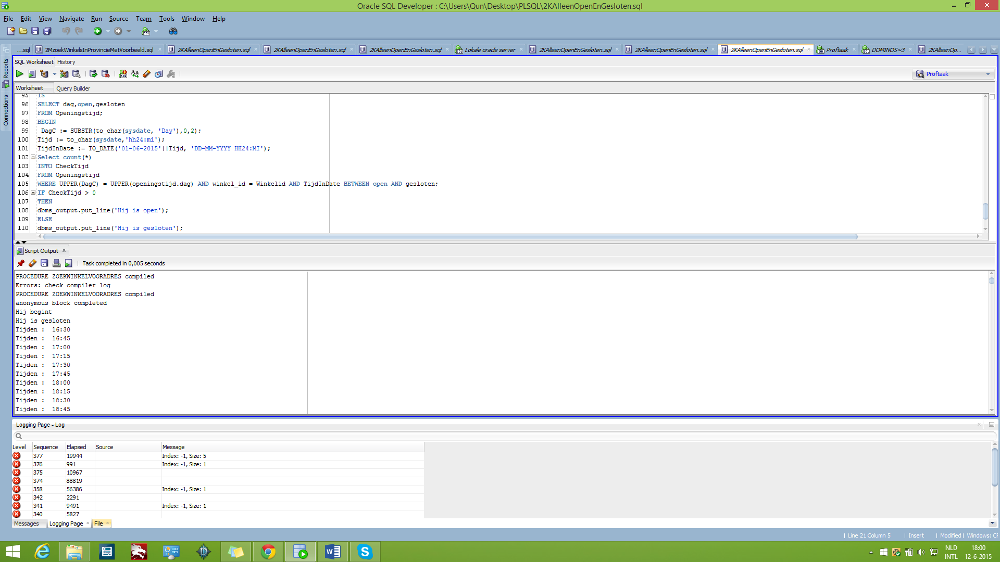 Oracle SQL Developer : C:\Users\Qun\Desktop\PLSQL\2KAlleenOpenEnGesloten.sql
File Edit View Navigate Run Source Team Tools Window Help
...sql 2MzoekWinkelsInProvincieMetVoorbeeld.sql 2KAlleenOpenEnGesloten.sql 2KAlleenOpenEnGesloten.sql 2KAlleenOpenEnGesloten.sql Lokale oracle server 2KAlleenOpenEnGesloten.sql 2KAlleenOpenEnGesloten.sql 2KAlleenOpenEnGesloten.sql Proftaak DOMINOS~3 2KAlleenOp...
Reports
Connections
SQL Worksheet History
Proftaak
Worksheet Query Builder
95 IS
96 SELECT dag,open,gesloten
97 FROM Openingstijd;
98 BEGIN
99 DagC := SUBSTR(to_char(sysdate, 'Day'),0,2);
100 Tijd := to_char(sysdate,'hh24:mi');
101 TijdInDate := TO_DATE('01-06-2015'||Tijd, 'DD-MM-YYYY HH24:MI');
102 Select count(*)
103 INTO CheckTijd
104 FROM Openingstijd
105 WHERE UPPER(DagC) = UPPER(openingstijd.dag) AND winkel_id = Winkelid AND TijdInDate BETWEEN open AND gesloten;
106 IF CheckTijd > 0
107 THEN
108 dbms_output.put_line('Hij is open');
109 ELSE
110 dbms_output.put_line('Hij is gesloten');
Script Output x
Task completed in 0,005 seconds
PROCEDURE ZOEKWINKELVOORADRES compiled
Errors: check compiler log
PROCEDURE ZOEKWINKELVOORADRES compiled
anonymous block completed
Hij begint
Hij is gesloten
Tijden : 16:30
Tijden : 16:45
Tijden : 17:00
Tijden : 17:15
Tijden : 17:30
Tijden : 17:45
Tijden : 18:00
Tijden : 18:15
Tijden : 18:30
Tijden : 18:45
Logging Page - Log
Level Sequence Elapsed Source Message
377 19944 Index: -1, Size: 5
376 991 Index: -1, Size: 1
375 10967
374 88819
358 56386 Index: -1, Size: 1
342 2291
341 9491 Index: -1, Size: 1
340 5827
Messages Logging Page File
Line 21 Column 5 | Insert | Modified | Windows: CF
NLD 18:00
INTL 12-6-2015